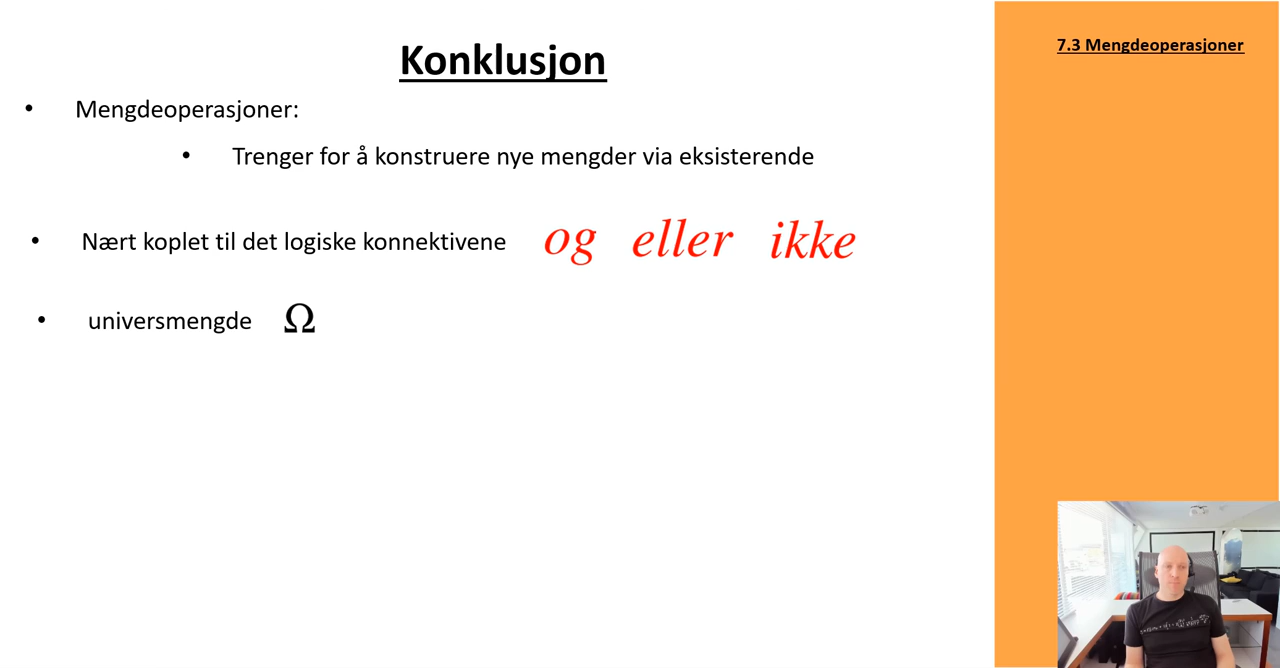 Konklusjon
7.3 Mengdeoperasjoner
• Mengdeoperasjoner:
• Trenger for å konstruere nye mengder via eksisterende
• Nært koplet til det logiske konnektivene og eller ikke
• universmengde Ω